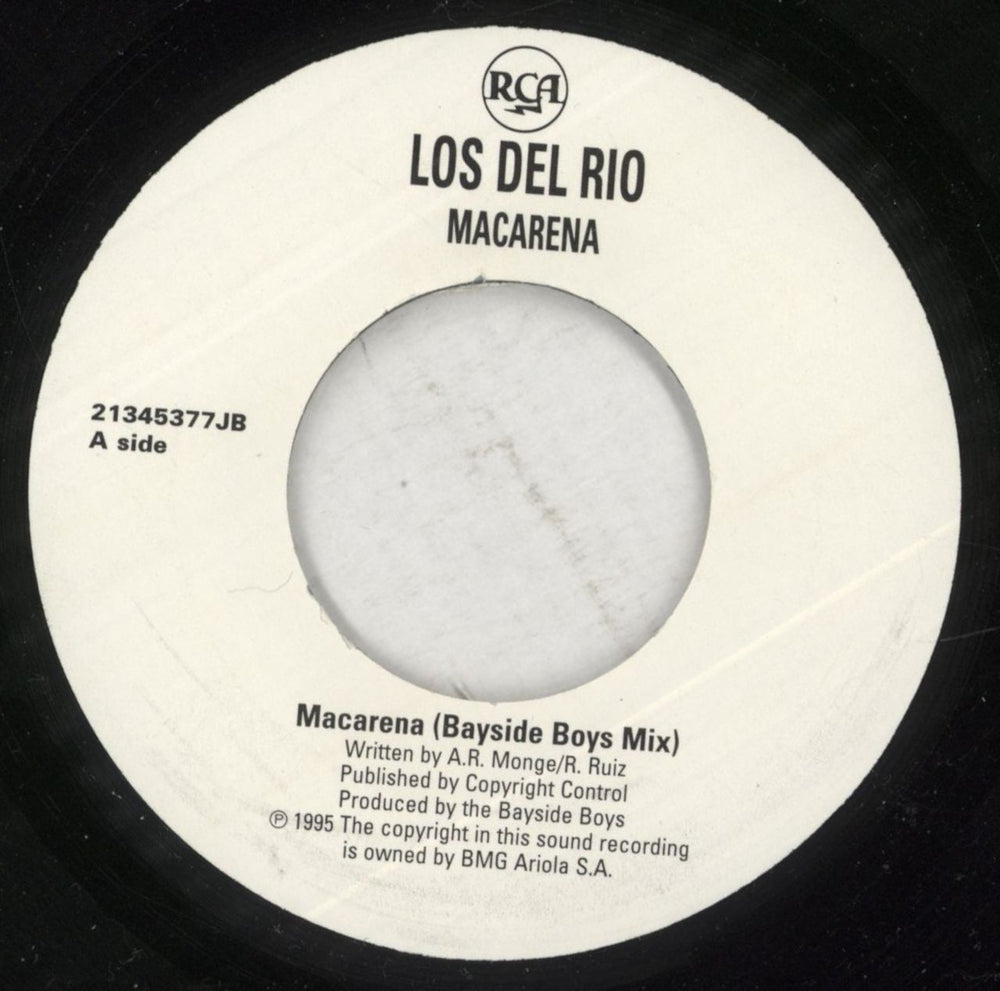 RCA
LOS DEL RIO
MACARENA
21345377JB
A side
Macarena (Bayside Boys Mix)
Written by A.R. Monge/R. Ruiz
Published by Copyright Control
Produced by the Bayside Boys
℗ 1995 The copyright in this sound recording
is owned by BMG Ariola S.A.